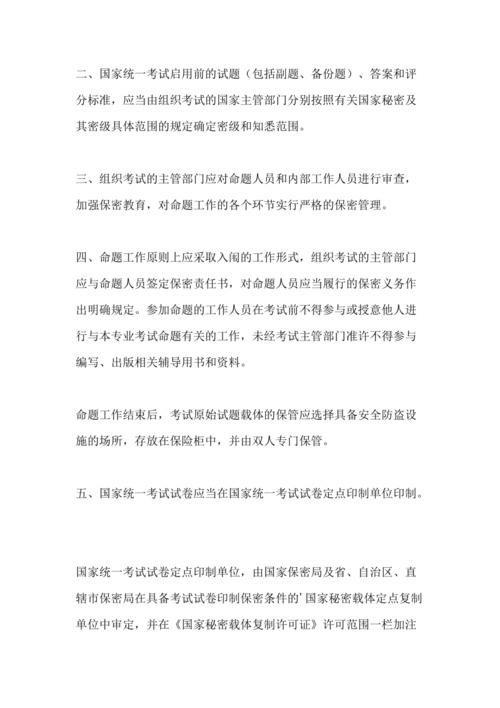 二、国家统一考试启用前的试题（包括副题、备份题）、答案和评
分标准，应当由组织考试的国家主管部门分别按照有关国家秘密及
其密级具体范围的规定确定密级和知悉范围。
三、组织考试的主管部门应对命题人员和内部工作人员进行审查，
加强保密教育，对命题工作的各个环节实行严格的保密管理。
四、命题工作原则上应采取入闱的工作形式，组织考试的主管部门
应与命题人员签定保密责任书，对命题人员应当履行的保密义务作
出明确规定。参加命题的工作人员在考试前不得参与或授意他人进
行与本专业考试命题有关的工作，未经考试主管部门准许不得参与
编写、出版相关辅导用书和资料。
命题工作结束后，考试原始试题载体的保管应选择具备安全防盗设
施的场所，存放在保险柜中，并由双人专门保管。
五、国家统一考试试卷应当在国家统一考试试卷定点印制单位印制。
国家统一考试试卷定点印制单位，由国家保密局及省、自治区、直
辖市保密局在具备考试试卷印制保密条件的'国家秘密载体定点复制
单位中审定，并在《国家秘密载体复制许可证》许可范围一栏加注